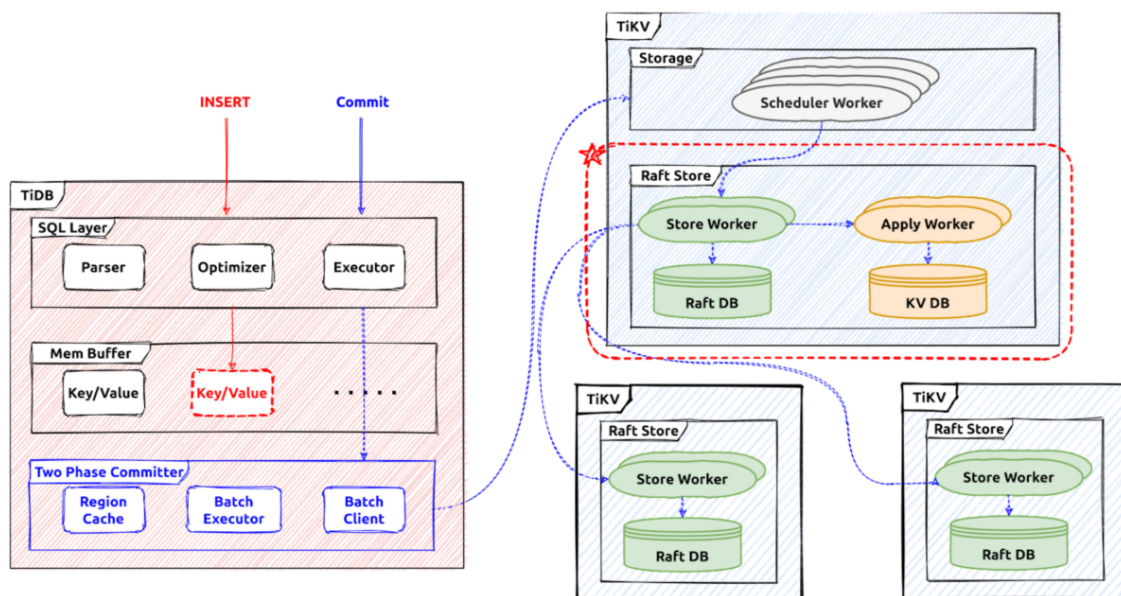 INSERT
Commit
TiDB
SQL Layer
Parser
Optimizer
Executor
Mem Buffer
Key/Value
Key/Value
.....
Two Phase Committer
Region
Cache
Batch
Executor
Batch
Client
TiKV
Storage
Scheduler Worker
Raft Store
Store Worker
Apply Worker
Raft DB
KV DB
TiKV
Raft Store
Store Worker
Raft DB
TiKV
Raft Store
Store Worker
Raft DB